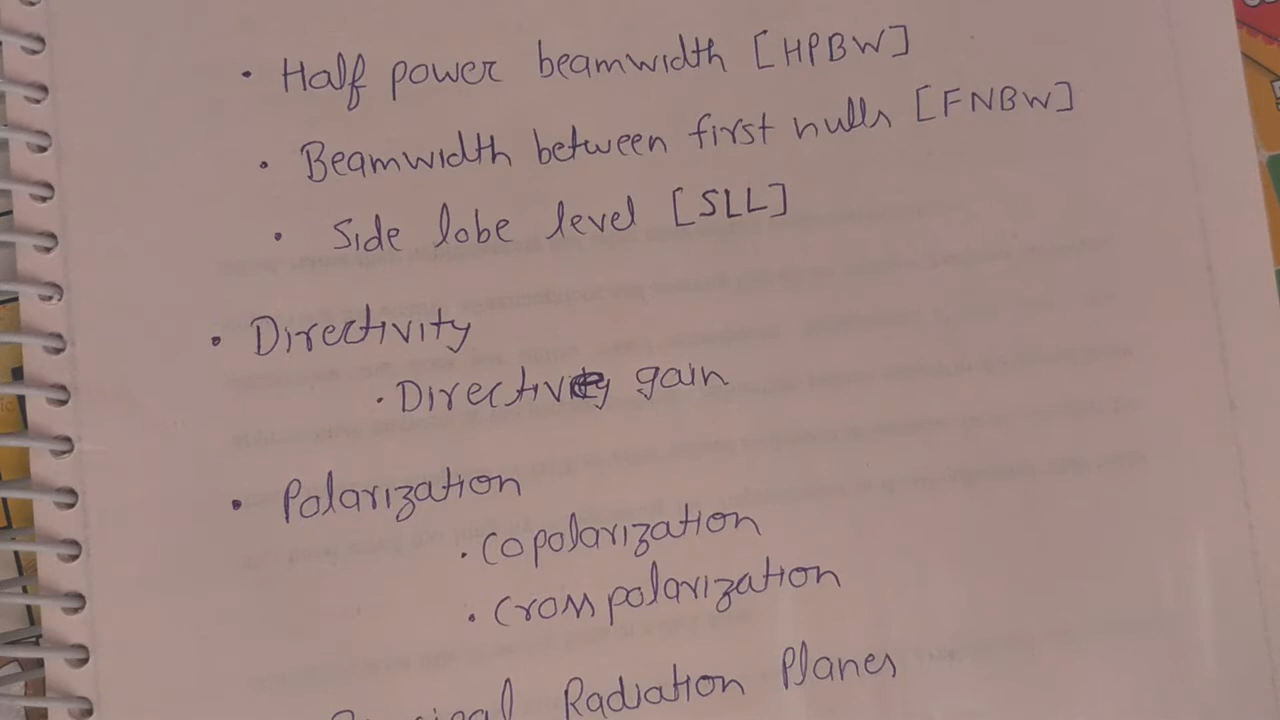 • Half power beamwidth [HPBW]
• Beamwidth between first nulls [FNBW]
• Side lobe level [SLL]
• Directivity
• Directive gain
• Polarization
• Copolarization
• Cross polarization
Radiation Planes